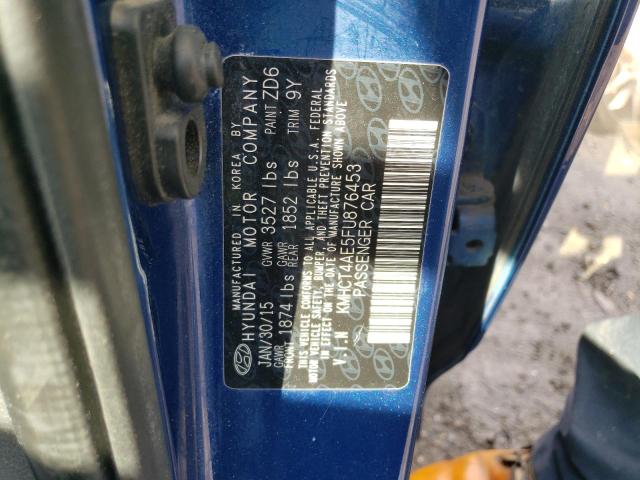 MANUFACTURED IN KOREA BY
HYUNDAI MOTOR COMPANY
JAN/30/15 GVWR 3527 lbs PAINT ZD6
GAWR FRONT 1874 lbs GAWR REAR 1852 lbs TRIM 9Y
THIS VEHICLE CONFORMS TO ALL APPLICABLE U.S.A. FEDERAL
MOTOR VEHICLE SAFETY, BUMPER, AND THEFT PREVENTION STANDARDS
IN EFFECT ON THE DATE OF MANUFACTURE SHOWN ABOVE
V.I.N KMHCT4AE5FU876453
PASSENGER CAR